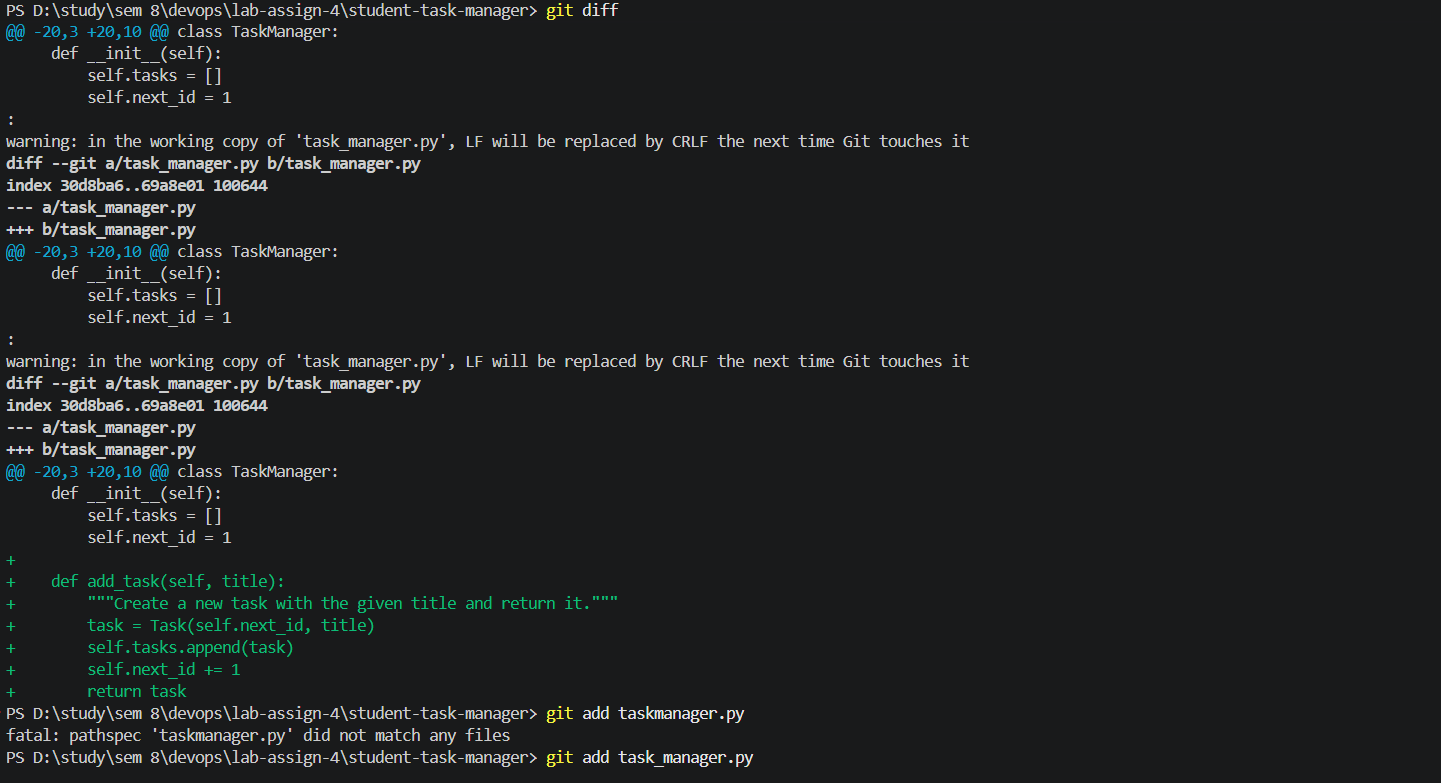 PS D:\study\sem 8\devops\lab-assign-4\student-task-manager> git diff
@@ -20,3 +20,10 @@ class TaskManager:
     def __init__(self):
         self.tasks = []
         self.next_id = 1
:
warning: in the working copy of 'task_manager.py', LF will be replaced by CRLF the next time Git touches it
diff --git a/task_manager.py b/task_manager.py
index 30d8ba6..69a8e01 100644
--- a/task_manager.py
+++ b/task_manager.py
@@ -20,3 +20,10 @@ class TaskManager:
     def __init__(self):
         self.tasks = []
         self.next_id = 1
:
warning: in the working copy of 'task_manager.py', LF will be replaced by CRLF the next time Git touches it
diff --git a/task_manager.py b/task_manager.py
index 30d8ba6..69a8e01 100644
--- a/task_manager.py
+++ b/task_manager.py
@@ -20,3 +20,10 @@ class TaskManager:
     def __init__(self):
         self.tasks = []
         self.next_id = 1
+
+    def add_task(self, title):
+        """Create a new task with the given title and return it."""
+        task = Task(self.next_id, title)
+        self.tasks.append(task)
+        self.next_id += 1
+        return task
PS D:\study\sem 8\devops\lab-assign-4\student-task-manager> git add taskmanager.py
fatal: pathspec 'taskmanager.py' did not match any files
PS D:\study\sem 8\devops\lab-assign-4\student-task-manager> git add task_manager.py